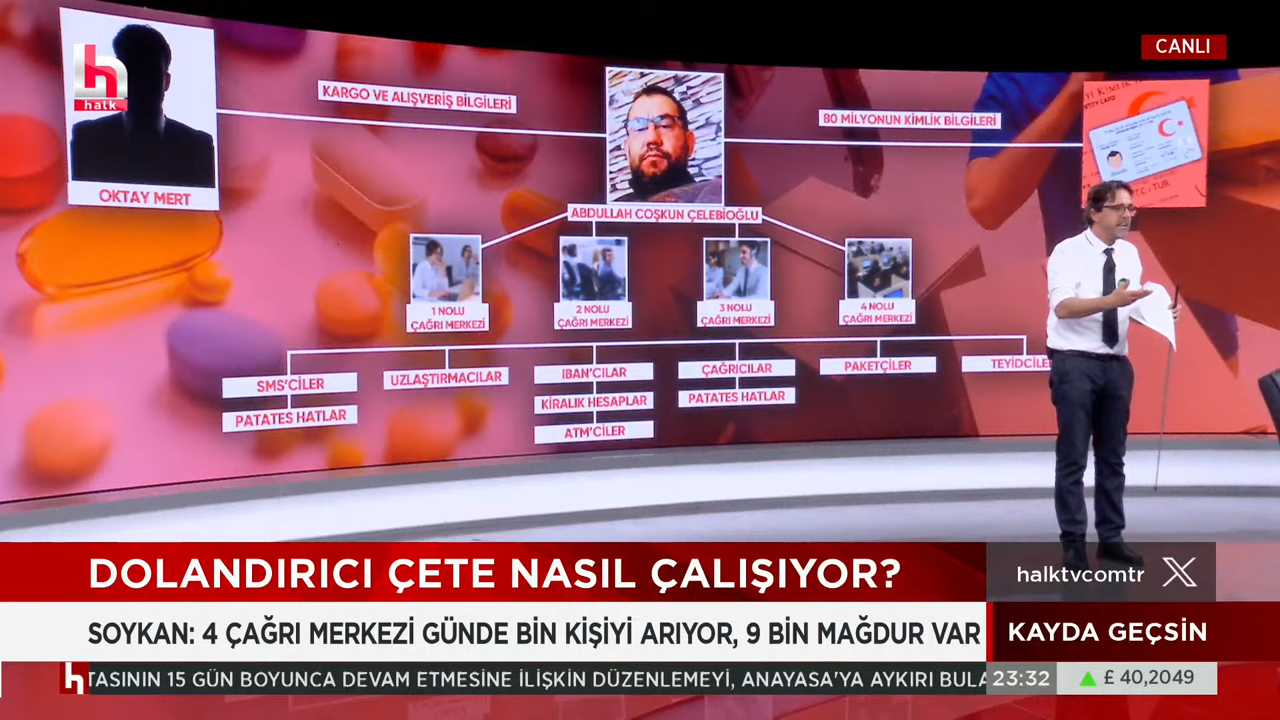 CANLI
h
halk
KARGO VE ALIŞVERİŞ BİLGİLERİ
80 MİLYONUN KİMLİK BİLGİLERİ
OKTAY MERT
ABDULLAH COŞKUN ÇELEBİOĞLU
1 NOLU
ÇAĞRI MERKEZİ
2 NOLU
ÇAĞRI MERKEZİ
3 NOLU
ÇAĞRI MERKEZİ
4 NOLU
ÇAĞRI MERKEZİ
SMS'CİLER
PATATES HATLAR
UZLAŞTIRMACILAR
IBAN'CILAR
KİRALIK HESAPLAR
ATM'CİLER
ÇAĞRICILAR
PATATES HATLAR
PAKETÇİLER
TEYİDCİLE
DOLANDIRICI ÇETE NASIL ÇALIŞIYOR?
halktvcomtr X
SOYKAN: 4 ÇAĞRI MERKEZİ GÜNDE BİN KİŞİYİ ARIYOR, 9 BİN MAĞDUR VAR
KAYDA GEÇSİN
h TASININ 15 GÜN BOYUNCA DEVAM ETMESİNE İLİŞKİN DÜZENLEMEYİ, ANAYASA'YA AYKIRI BULA
23:32
£ 40,2049